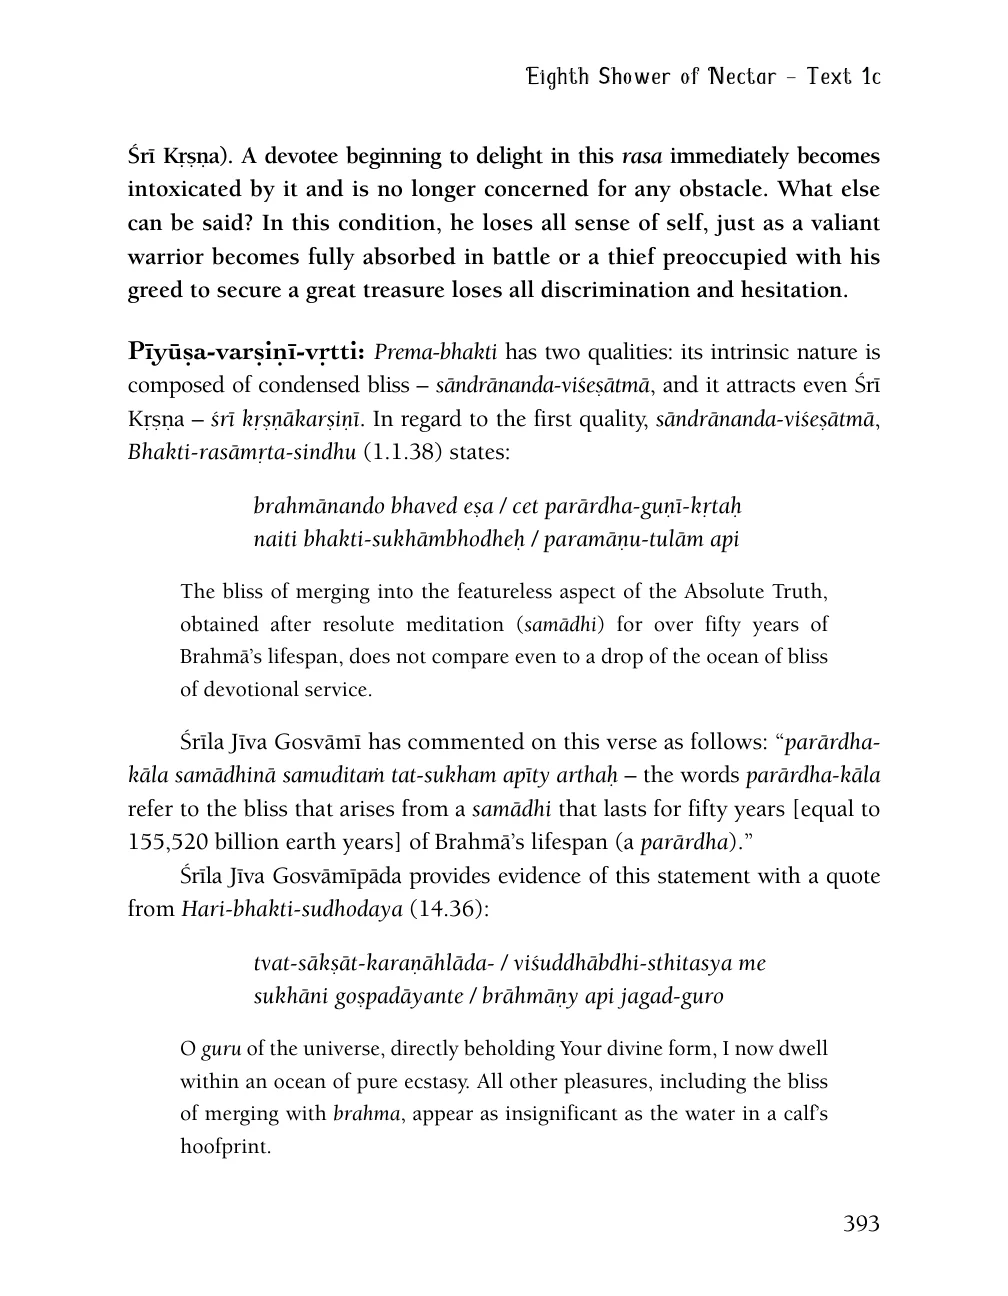 Eighth Shower of Nectar – Text 1c
Śrī Kṛṣṇa). A devotee beginning to delight in this rasa immediately becomes
intoxicated by it and is no longer concerned for any obstacle. What else
can be said? In this condition, he loses all sense of self, just as a valiant
warrior becomes fully absorbed in battle or a thief preoccupied with his
greed to secure a great treasure loses all discrimination and hesitation.
Pīyūṣa-varṣiṇī-vṛtti: Prema-bhakti has two qualities: its intrinsic nature is
composed of condensed bliss – sāndrānanda-viśeṣātmā, and it attracts even Śrī
Kṛṣṇa – śrī kṛṣṇākarṣiṇī. In regard to the first quality, sāndrānanda-viśeṣātmā,
Bhakti-rasāmṛta-sindhu (1.1.38) states:
brahmānando bhaved eṣa / cet parārdha-guṇī-kṛtaḥ
naiti bhakti-sukhāmbhodheḥ / paramāṇu-tulām api
The bliss of merging into the featureless aspect of the Absolute Truth,
obtained after resolute meditation (samādhi) for over fifty years of
Brahmā’s lifespan, does not compare even to a drop of the ocean of bliss
of devotional service.
Śrīla Jīva Gosvāmī has commented on this verse as follows: “parārdha-
kāla samādhinā samuditaṁ tat-sukham apīty arthaḥ – the words parārdha-kāla
refer to the bliss that arises from a samādhi that lasts for fifty years [equal to
155,520 billion earth years] of Brahmā’s lifespan (a parārdha).”
Śrīla Jīva Gosvāmīpāda provides evidence of this statement with a quote
from Hari-bhakti-sudhodaya (14.36):
tvat-sākṣāt-karaṇāhlāda- / viśuddhābdhi-sthitasya me
sukhāni goṣpadāyante / brāhmāṇy api jagad-guro
O guru of the universe, directly beholding Your divine form, I now dwell
within an ocean of pure ecstasy. All other pleasures, including the bliss
of merging with brahma, appear as insignificant as the water in a calf’s
hoofprint.
393